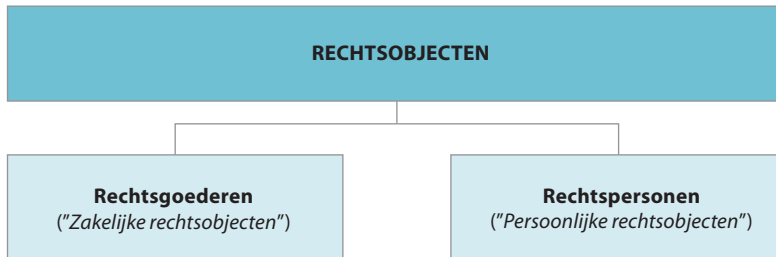 RECHTSOBJECTEN
Rechtsgoederen
("Zakelijke rechtsobjecten")
Rechtspersonen
("Persoonlijke rechtsobjecten")